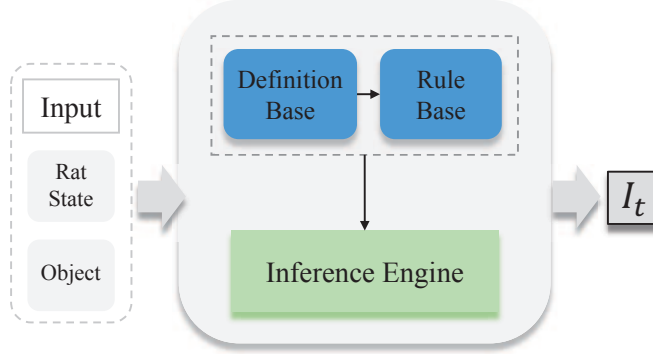 Input
Rat
State
Object
Definition
Base
Rule
Base
Inference Engine
I_t